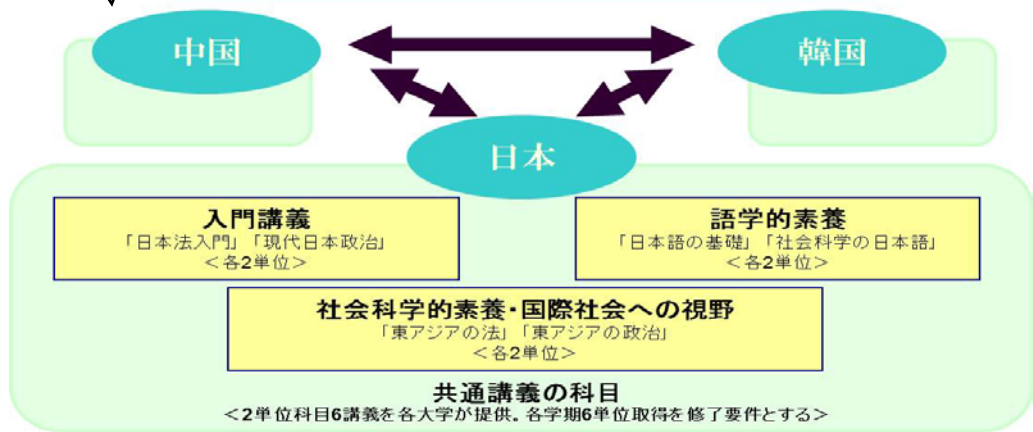 中国
韓国
日本
入門講義
「日本法入門」「現代日本政治」
＜各2単位＞
語学的素養
「日本語の基礎」「社会科学の日本語」
＜各2単位＞
社会科学的素養・国際社会への視野
「東アジアの法」「東アジアの政治」
＜各2単位＞
共通講義の科目
＜2単位科目6講義を各大学が提供。各学期6単位取得を修了要件とする＞